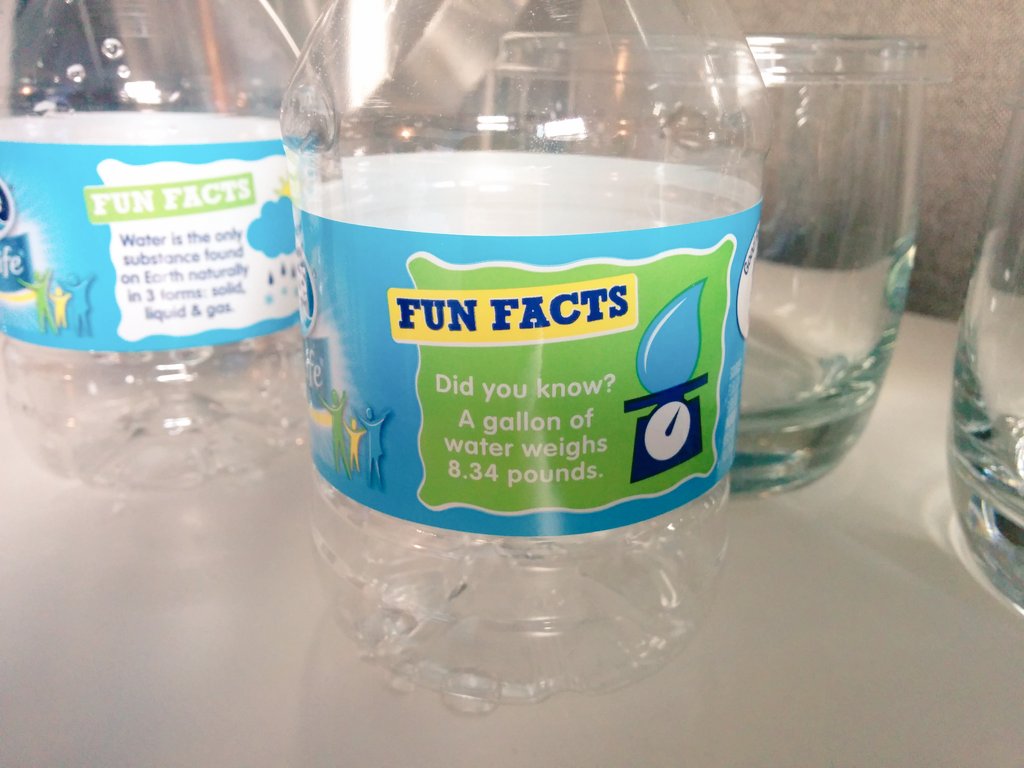 FUN FACTS
Water is the only
substance found
on Earth naturally
in 3 forms: solid,
liquid & gas.
FUN FACTS
Did you know?
A gallon of
water weighs
8.34 pounds.